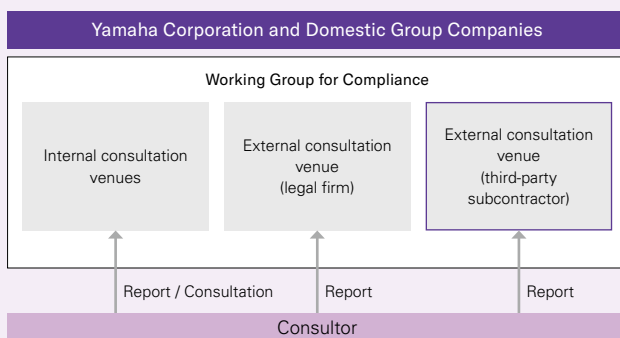 Yamaha Corporation and Domestic Group Companies
Working Group for Compliance
Internal consultation
venues
External consultation
venue
(legal firm)
External consultation
venue
(third-party
subcontractor)
Report / Consultation
Report
Report
Consultor